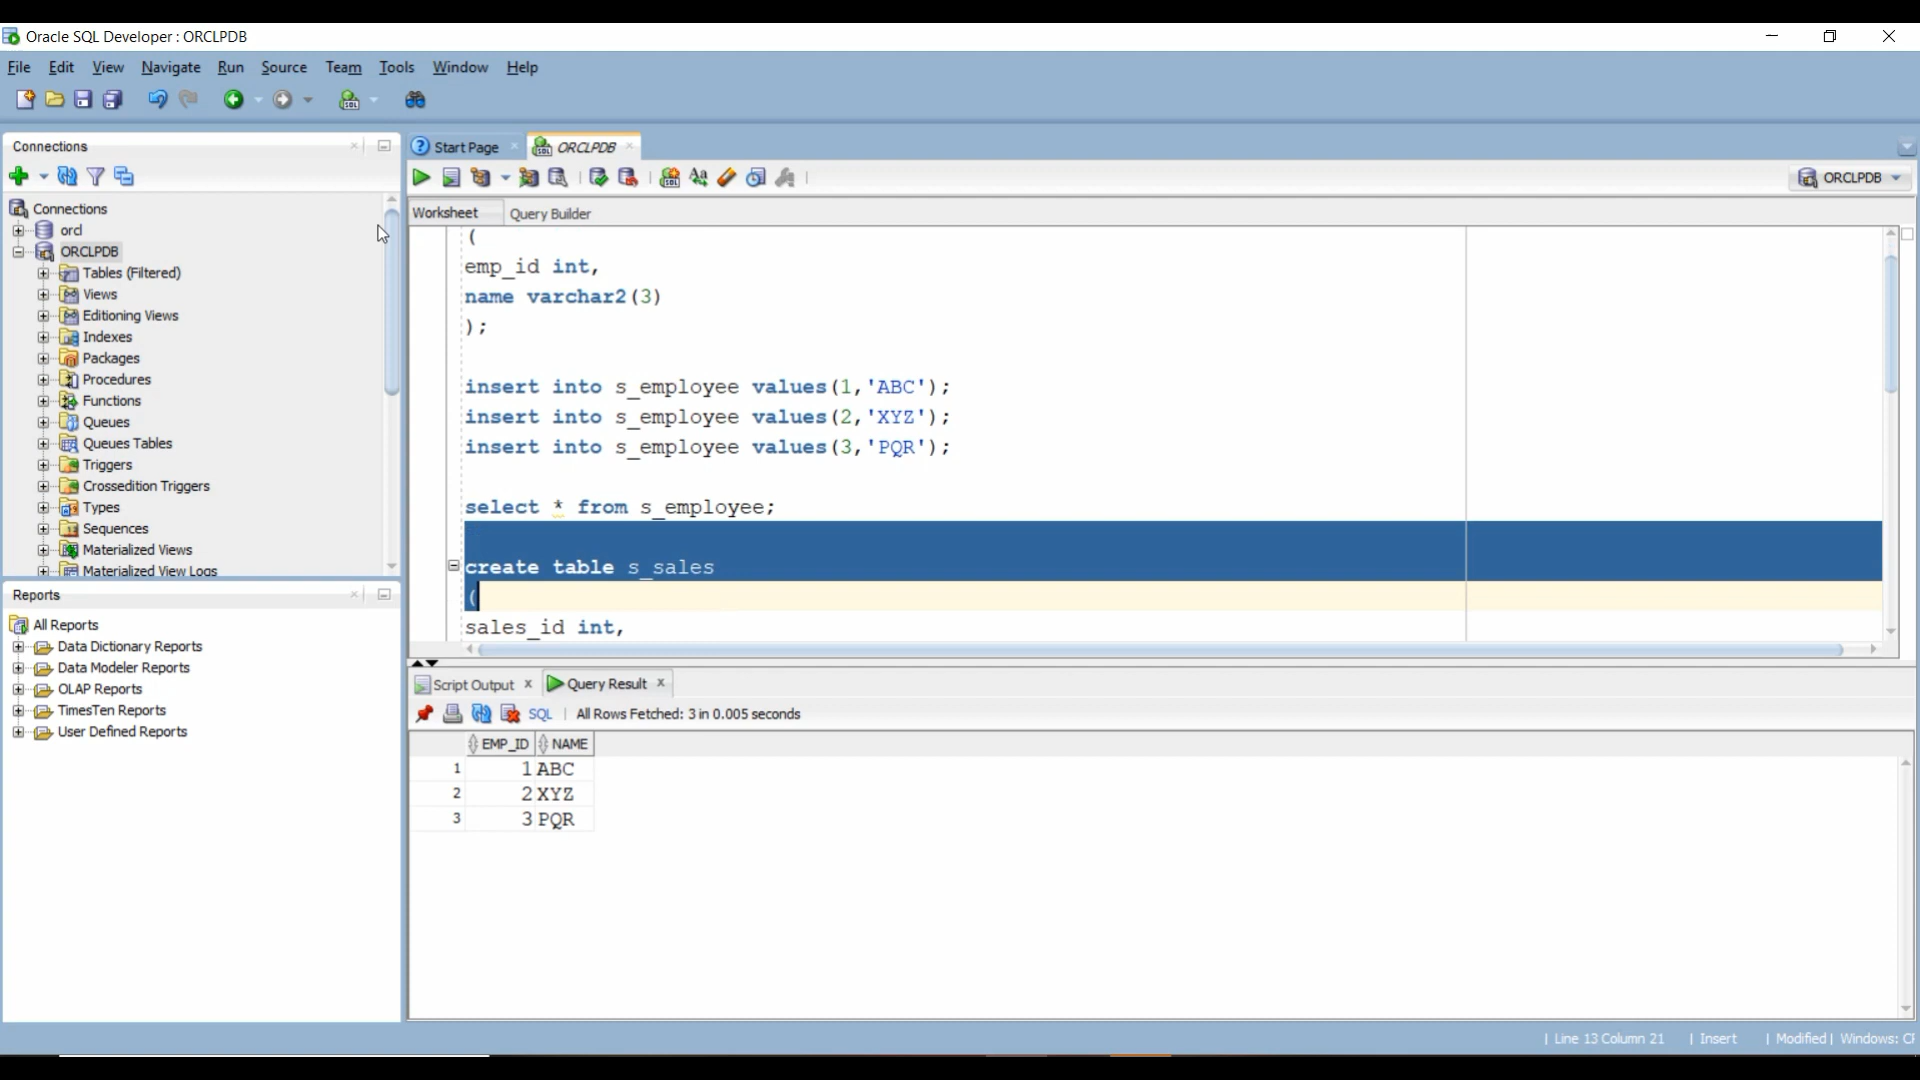 Oracle SQL Developer : ORCLPDB
File Edit View Navigate Run Source Team Tools Window Help
Connections
Connections
orcl
ORCLPDB
Tables (Filtered)
Views
Editioning Views
Indexes
Packages
Procedures
Functions
Queues
Queues Tables
Triggers
Crossedition Triggers
Types
Sequences
Materialized Views
Materialized View Logs
Reports
All Reports
Data Dictionary Reports
Data Modeler Reports
OLAP Reports
TimesTen Reports
User Defined Reports
Start Page ORCLPDB
ORCLPDB
Worksheet Query Builder
(
emp_id int,
name varchar2(3)
);
insert into s_employee values(1,'ABC');
insert into s_employee values(2,'XYZ');
insert into s_employee values(3,'PQR');
select * from s_employee;
create table s_sales
(
sales_id int,
Script Output Query Result
SQL | All Rows Fetched: 3 in 0.005 seconds
EMP_ID NAME
1 1 ABC
2 2 XYZ
3 3 PQR
| Line 13 Column 21 | Insert | Modified | Windows: CF